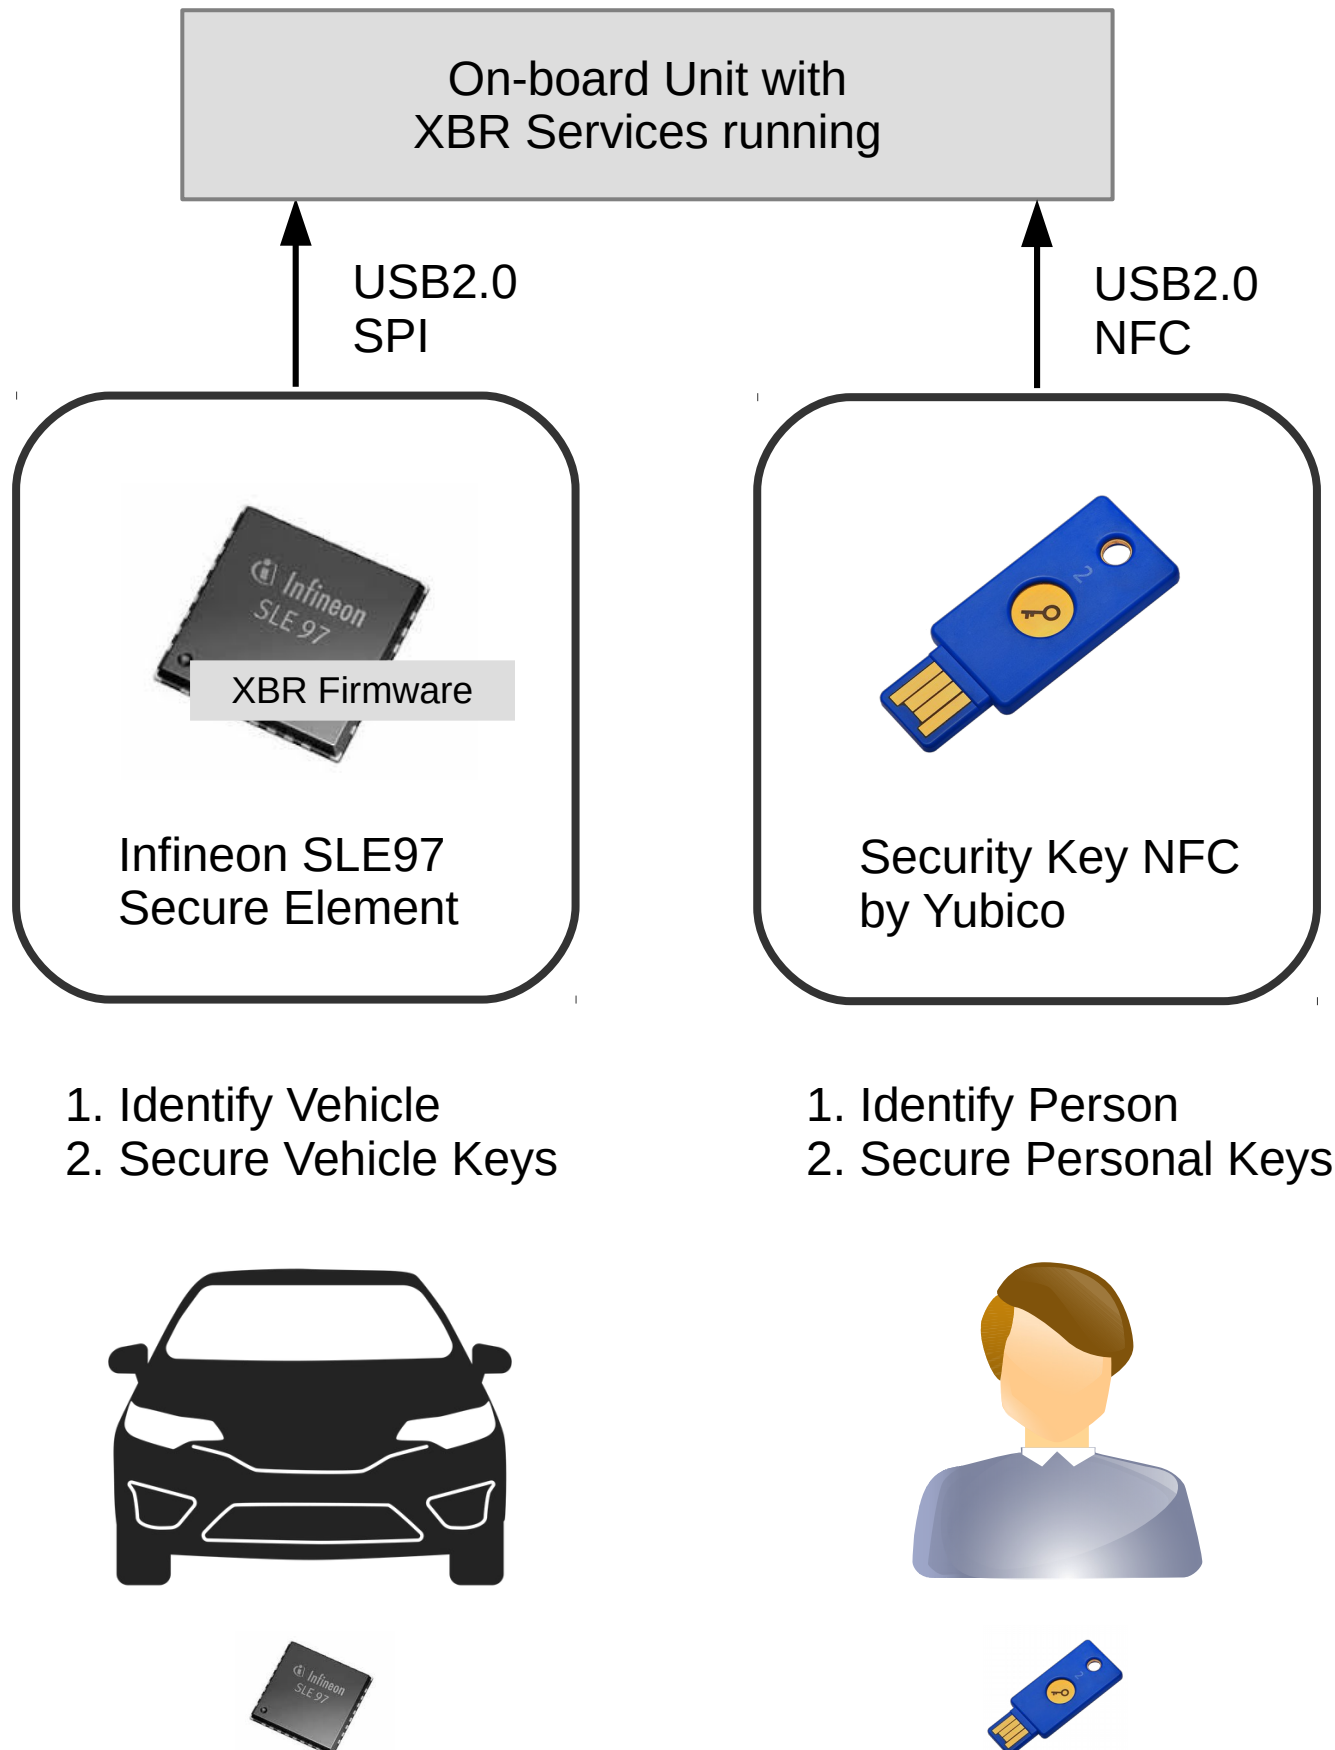 On-board Unit with
XBR Services running
USB2.0
SPI
USB2.0
NFC
Infineon
SLE 97
XBR Firmware
2
Infineon SLE97
Secure Element
Security Key NFC
by Yubico
1. Identify Vehicle
2. Secure Vehicle Keys
1. Identify Person
2. Secure Personal Keys
Infineon
SLE 97
2